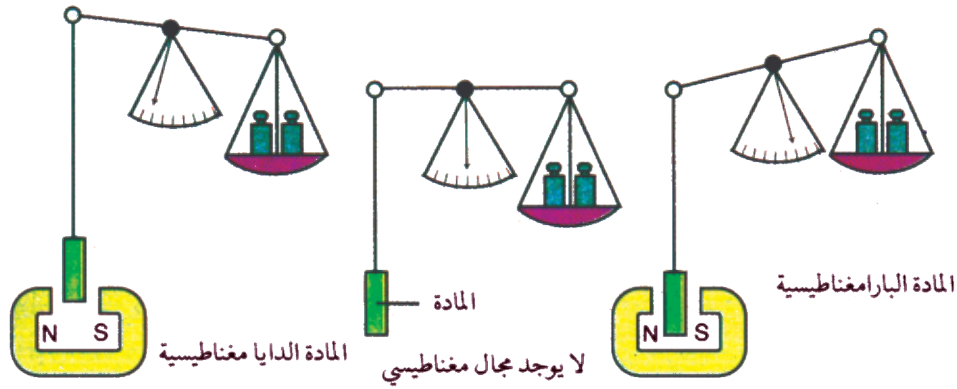 المادة البارامغناطيسية
N S
المادة
لا يوجد مجال مغناطيسي
المادة الدايا مغناطيسية
N S